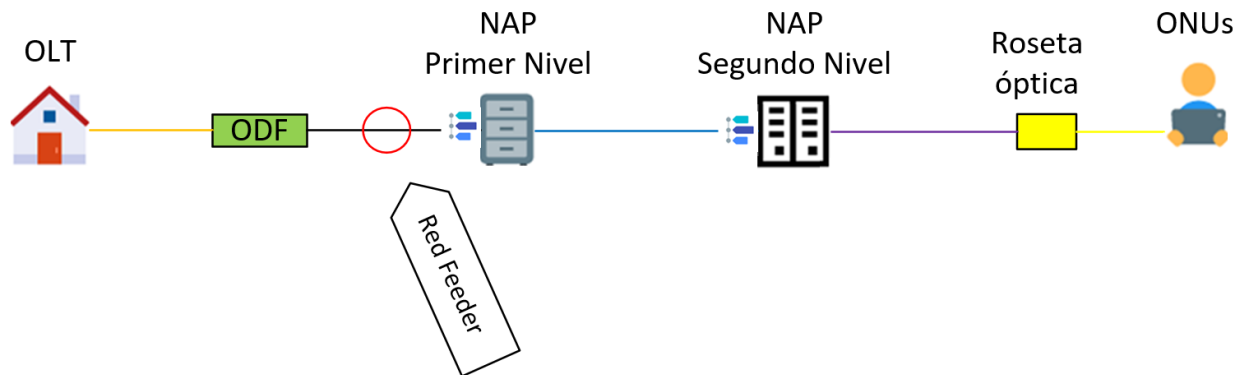 OLT
ODF
NAP
Primer Nivel
NAP
Segundo Nivel
Roseta
óptica
ONUs
Red Feeder